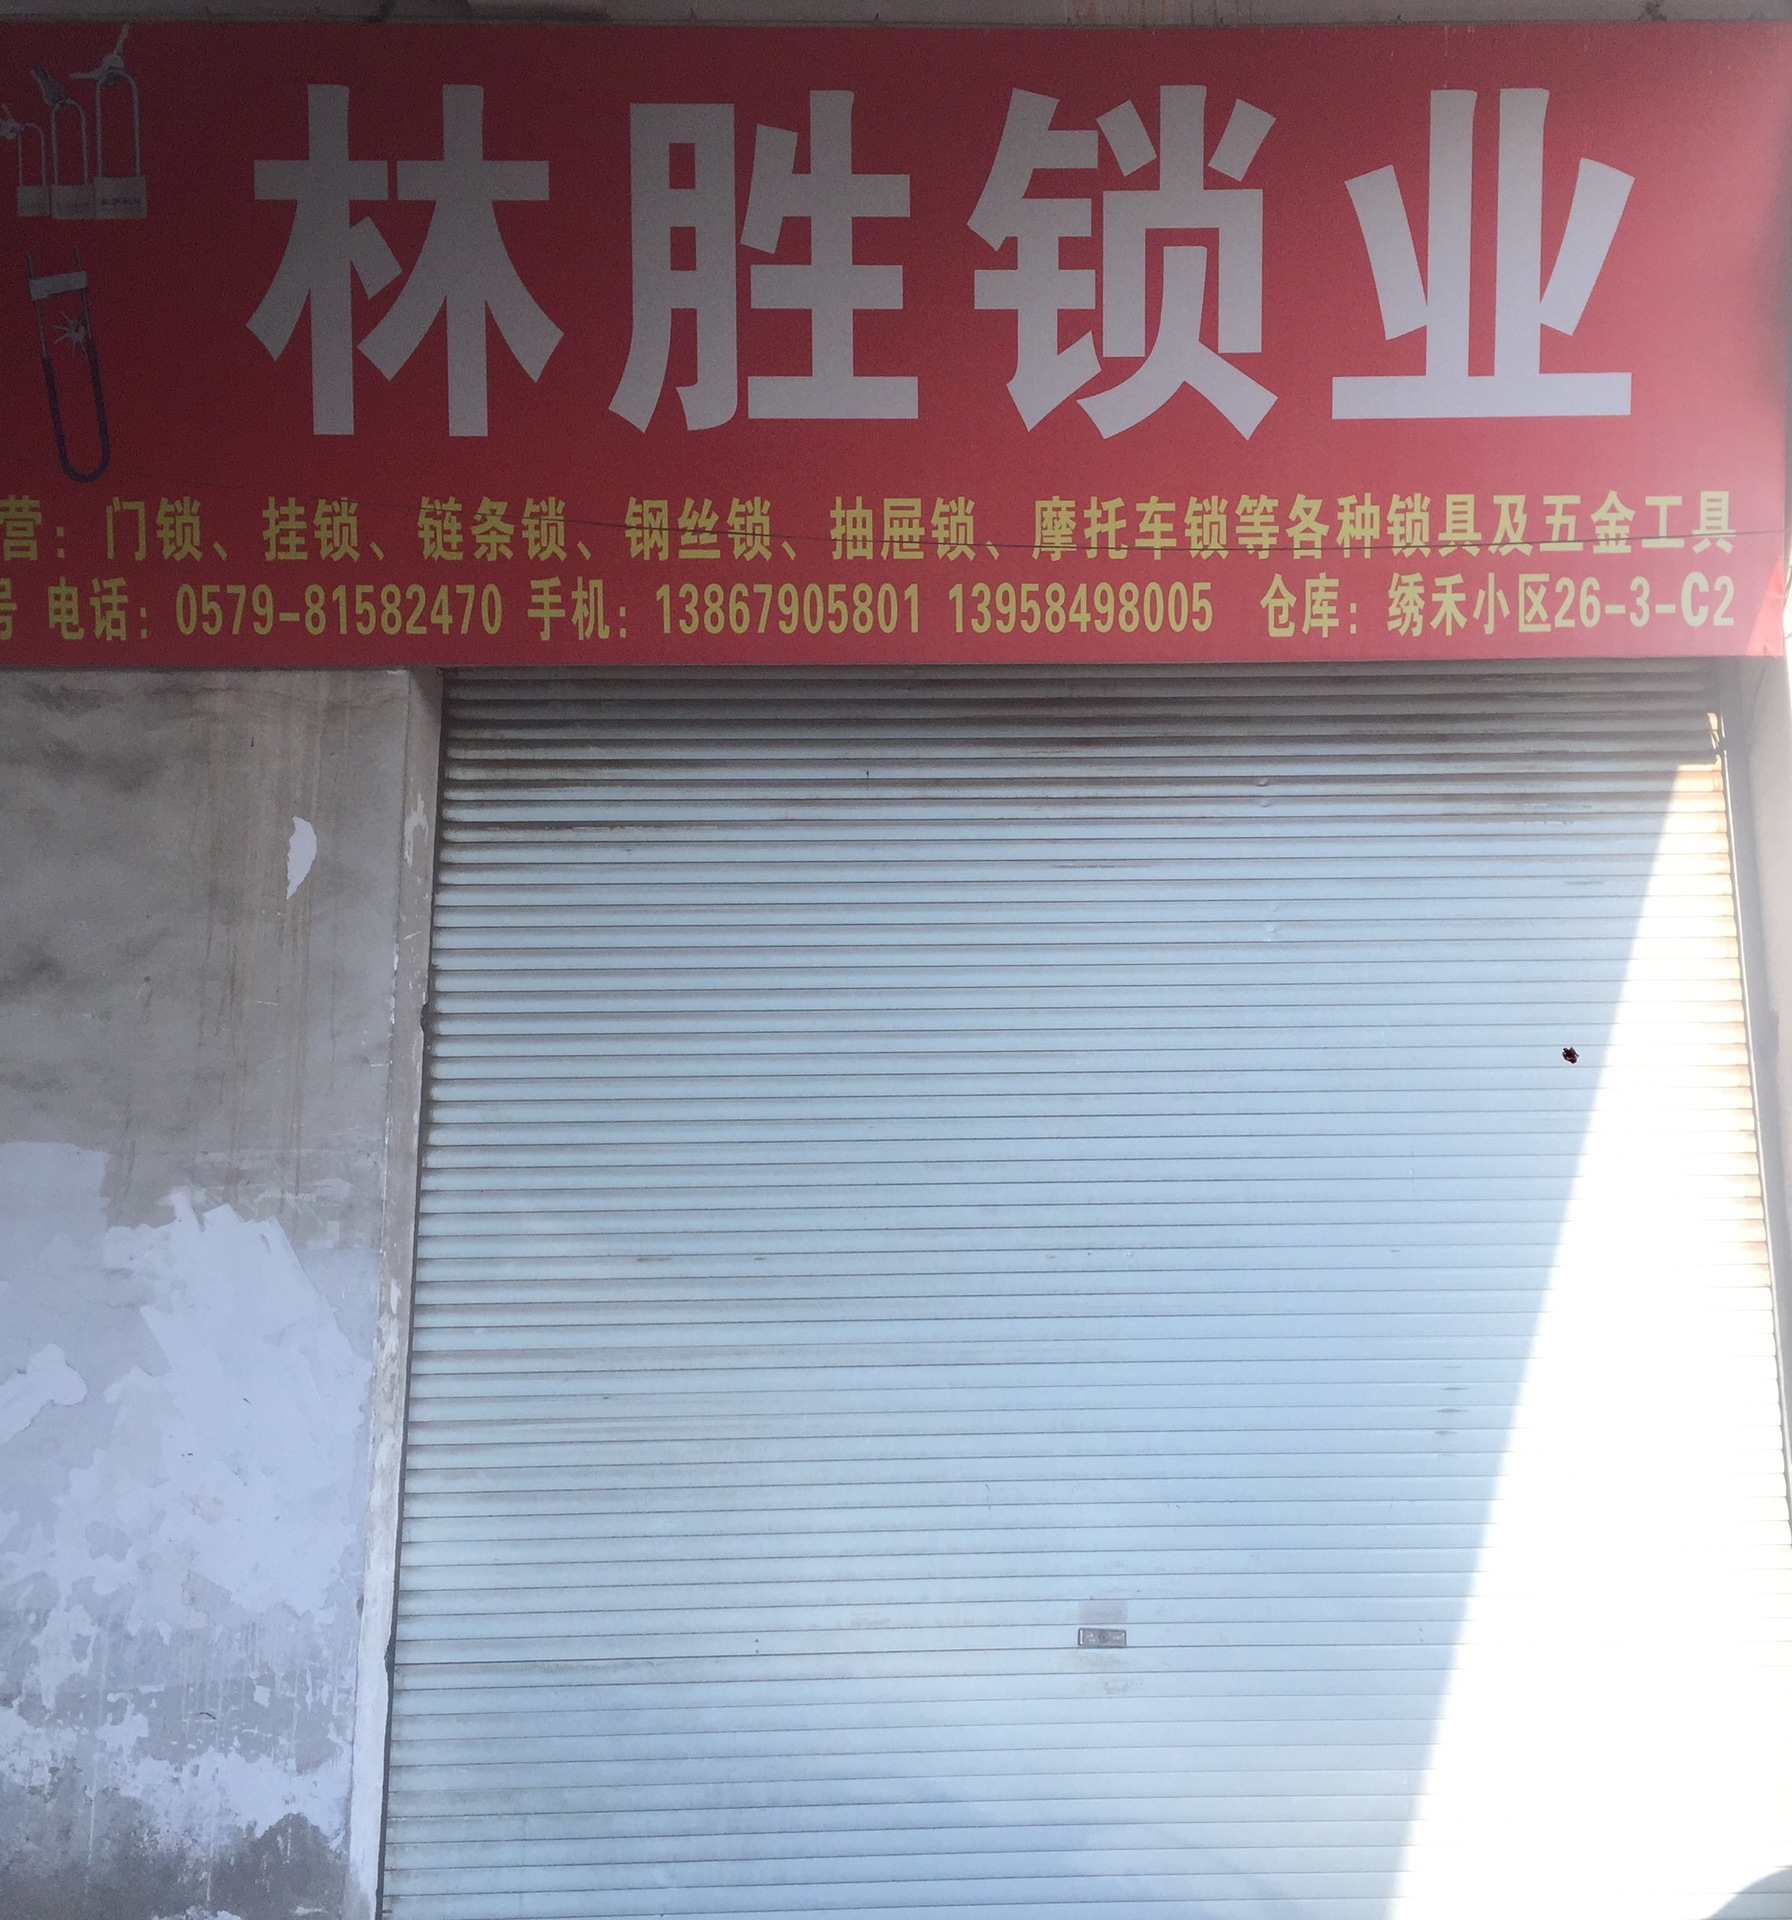 林胜锁业
营：门锁、挂锁、链条锁、钢丝锁、抽屉锁、摩托车锁等各种锁具及五金工具
号 电话：0579-81582470 手机：13867905801 13958498005 仓库：绣禾小区26-3-C2